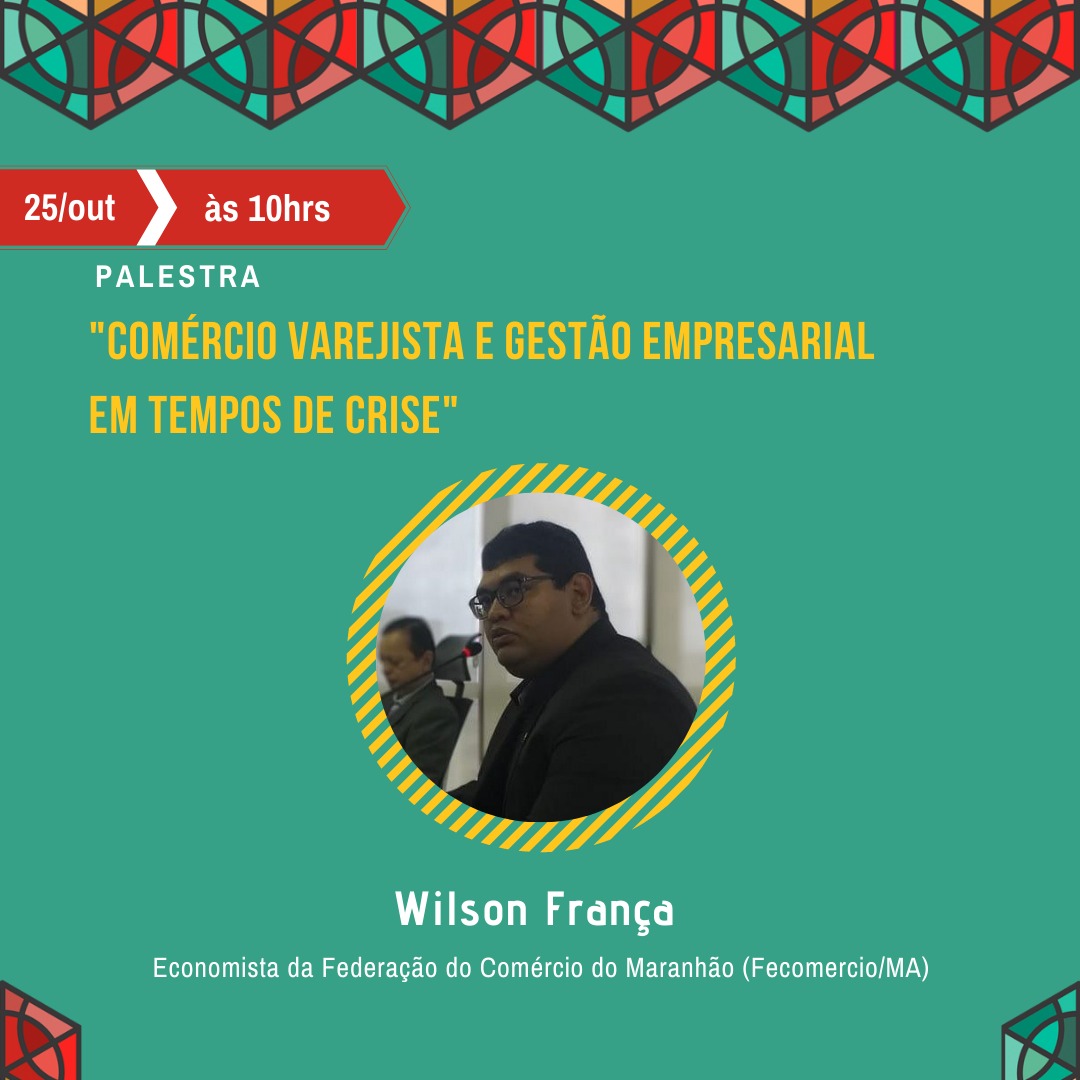 25/out às 10hrs
PALESTRA
"COMÉRCIO VAREJISTA E GESTÃO EMPRESARIAL
EM TEMPOS DE CRISE"
Wilson França
Economista da Federação do Comércio do Maranhão (Fecomercio/MA)